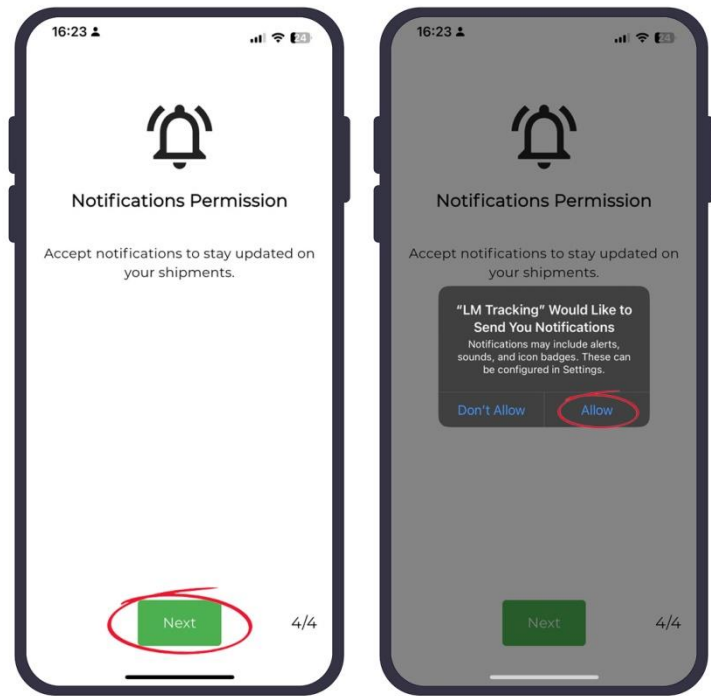 16:23
24
Notifications Permission
Accept notifications to stay updated on
your shipments.
Next
4/4
16:23
24
Notifications Permission
Accept notifications to stay updated on
your shipments.
“LM Tracking” Would Like to
Send You Notifications
Notifications may include alerts,
sounds, and icon badges. These can
be configured in Settings.
Don't Allow
Allow
Next
4/4